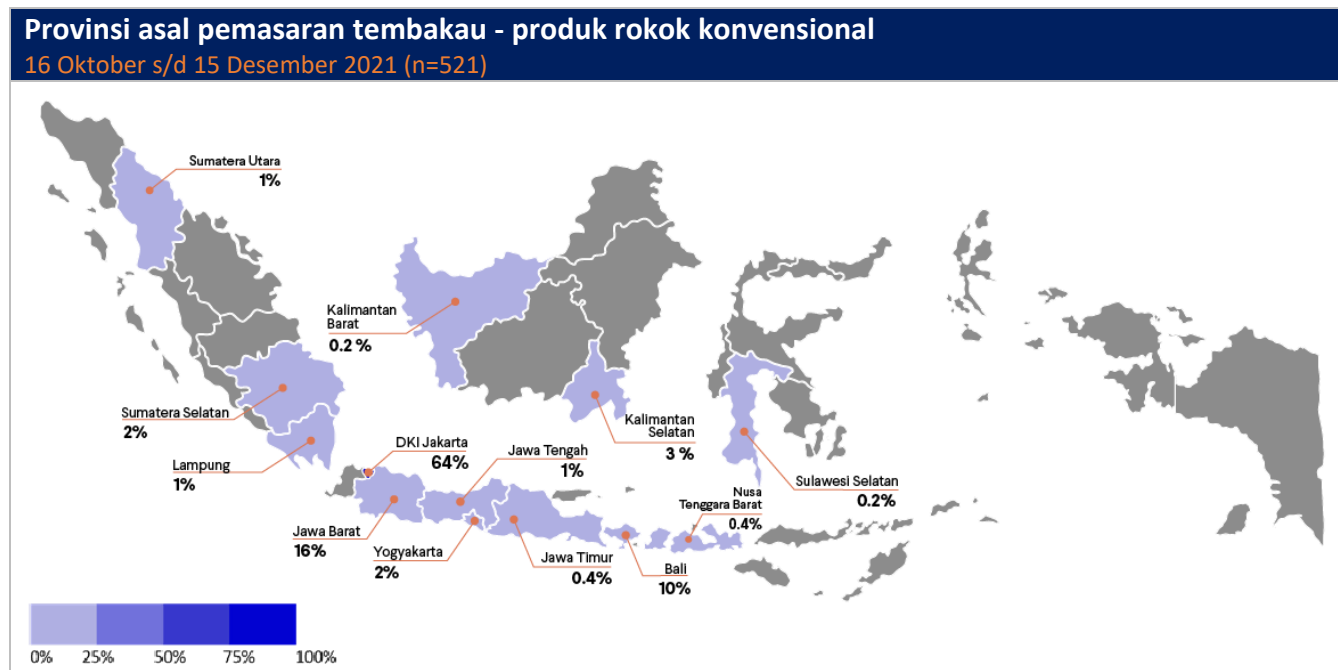 Provinsi asal pemasaran tembakau - produk rokok konvensional
16 Oktober s/d 15 Desember 2021 (n=521)
Sumatera Utara
1%
Kalimantan
Barat
0.2 %
Sumatera Selatan
2%
Lampung
1%
DKI Jakarta
64%
Jawa Tengah
1%
Kalimantan
Selatan
3 %
Sulawesi Selatan
0.2%
Nusa
Tenggara Barat
0.4%
Jawa Barat
16%
Yogyakarta
2%
Jawa Timur
0.4%
Bali
10%
0% 25% 50% 75% 100%